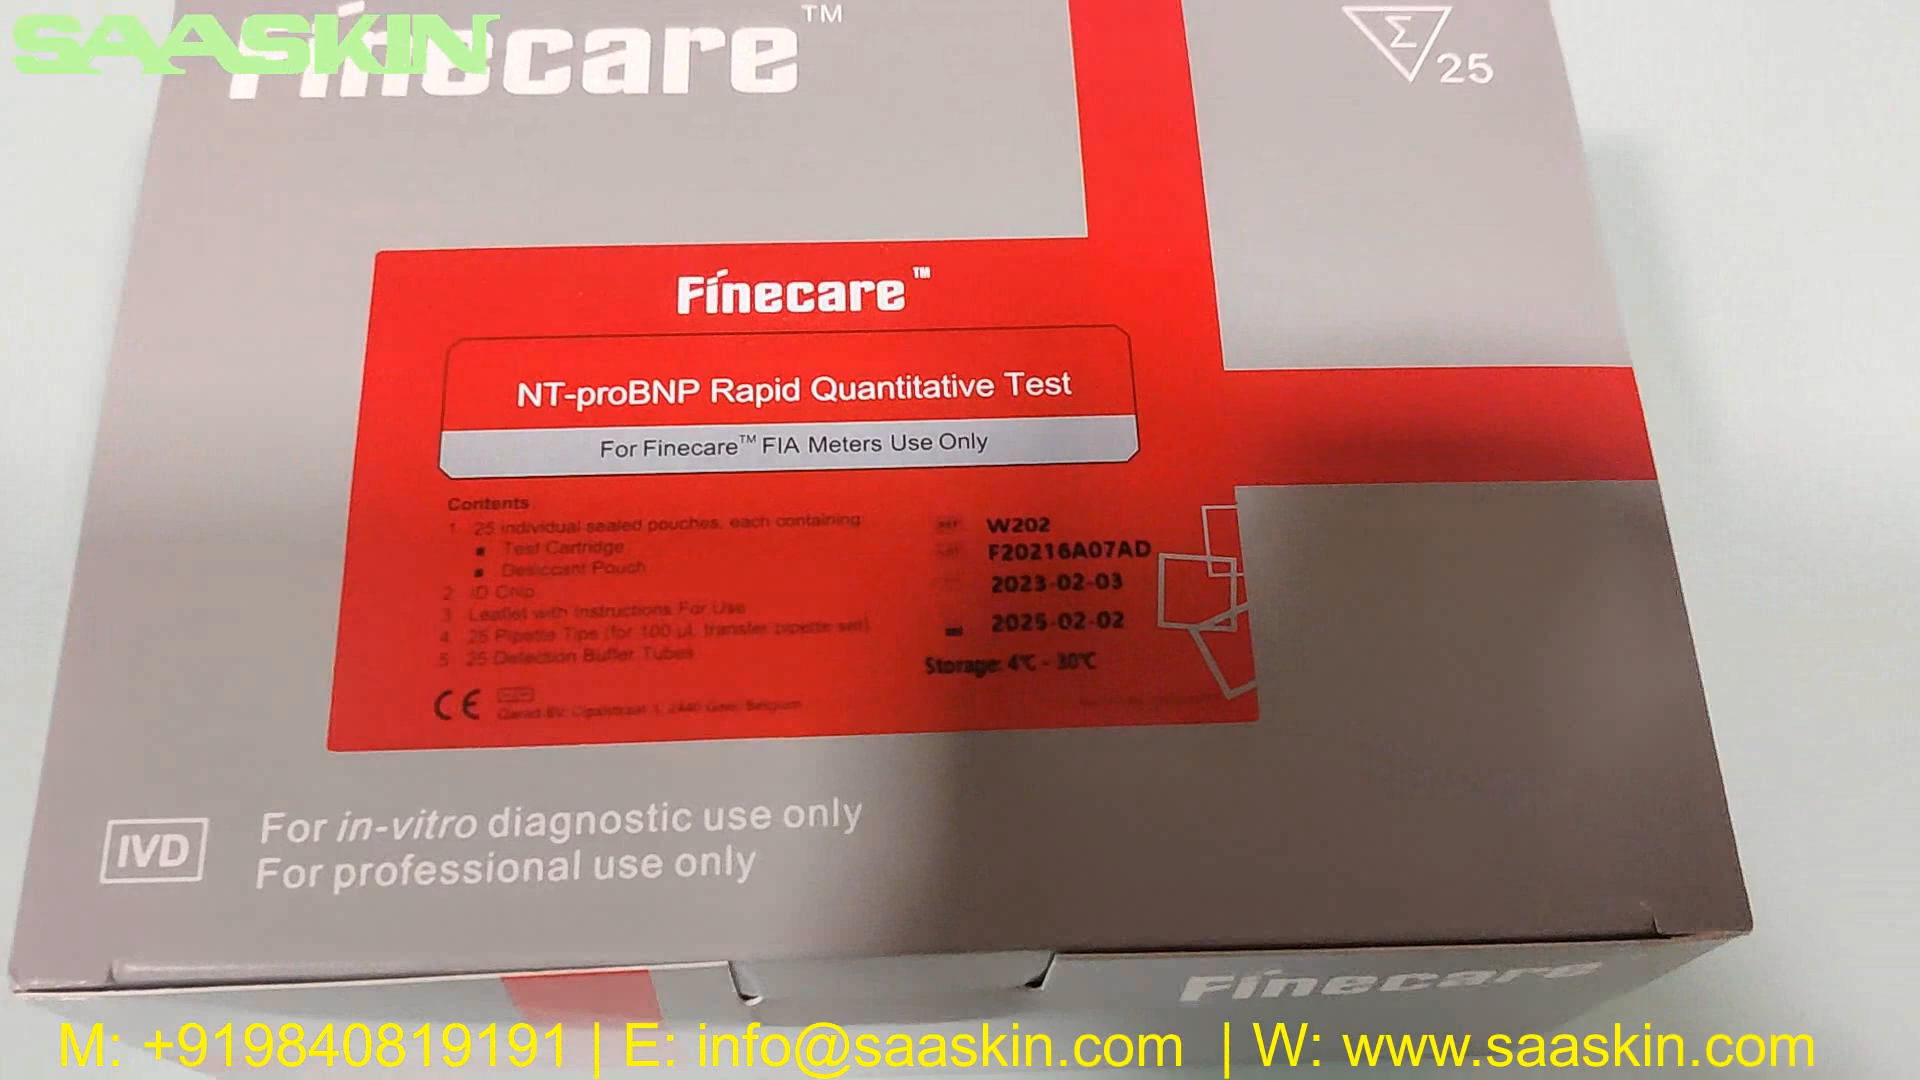 SAASKIN
Finecare™
Σ 25
Finecare™
NT-proBNP Rapid Quantitative Test
For Finecare™ FIA Meters Use Only
Contents
1 25 individual sealed pouches, each containing:
■ Test Cartridge
■ Desiccant Pouch
2 ID Chip
3 Leaflet with Instructions For Use
4 25 Pipette Tips (for 100 µL transfer pipette set)
5 25 Detection Buffer Tubes
REF W202
LOT F20216A07AD
2023-02-03
2025-02-02
Storage: 4℃ - 30℃
CE
Belgium
IVD
For in-vitro diagnostic use only
For professional use only
Finecare
M: +919840819191 | E: info@saaskin.com | W: www.saaskin.com